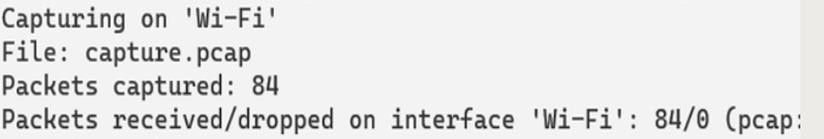 Capturing on 'Wi-Fi'
File: capture.pcap
Packets captured: 84
Packets received/dropped on interface 'Wi-Fi': 84/0 (pcap: